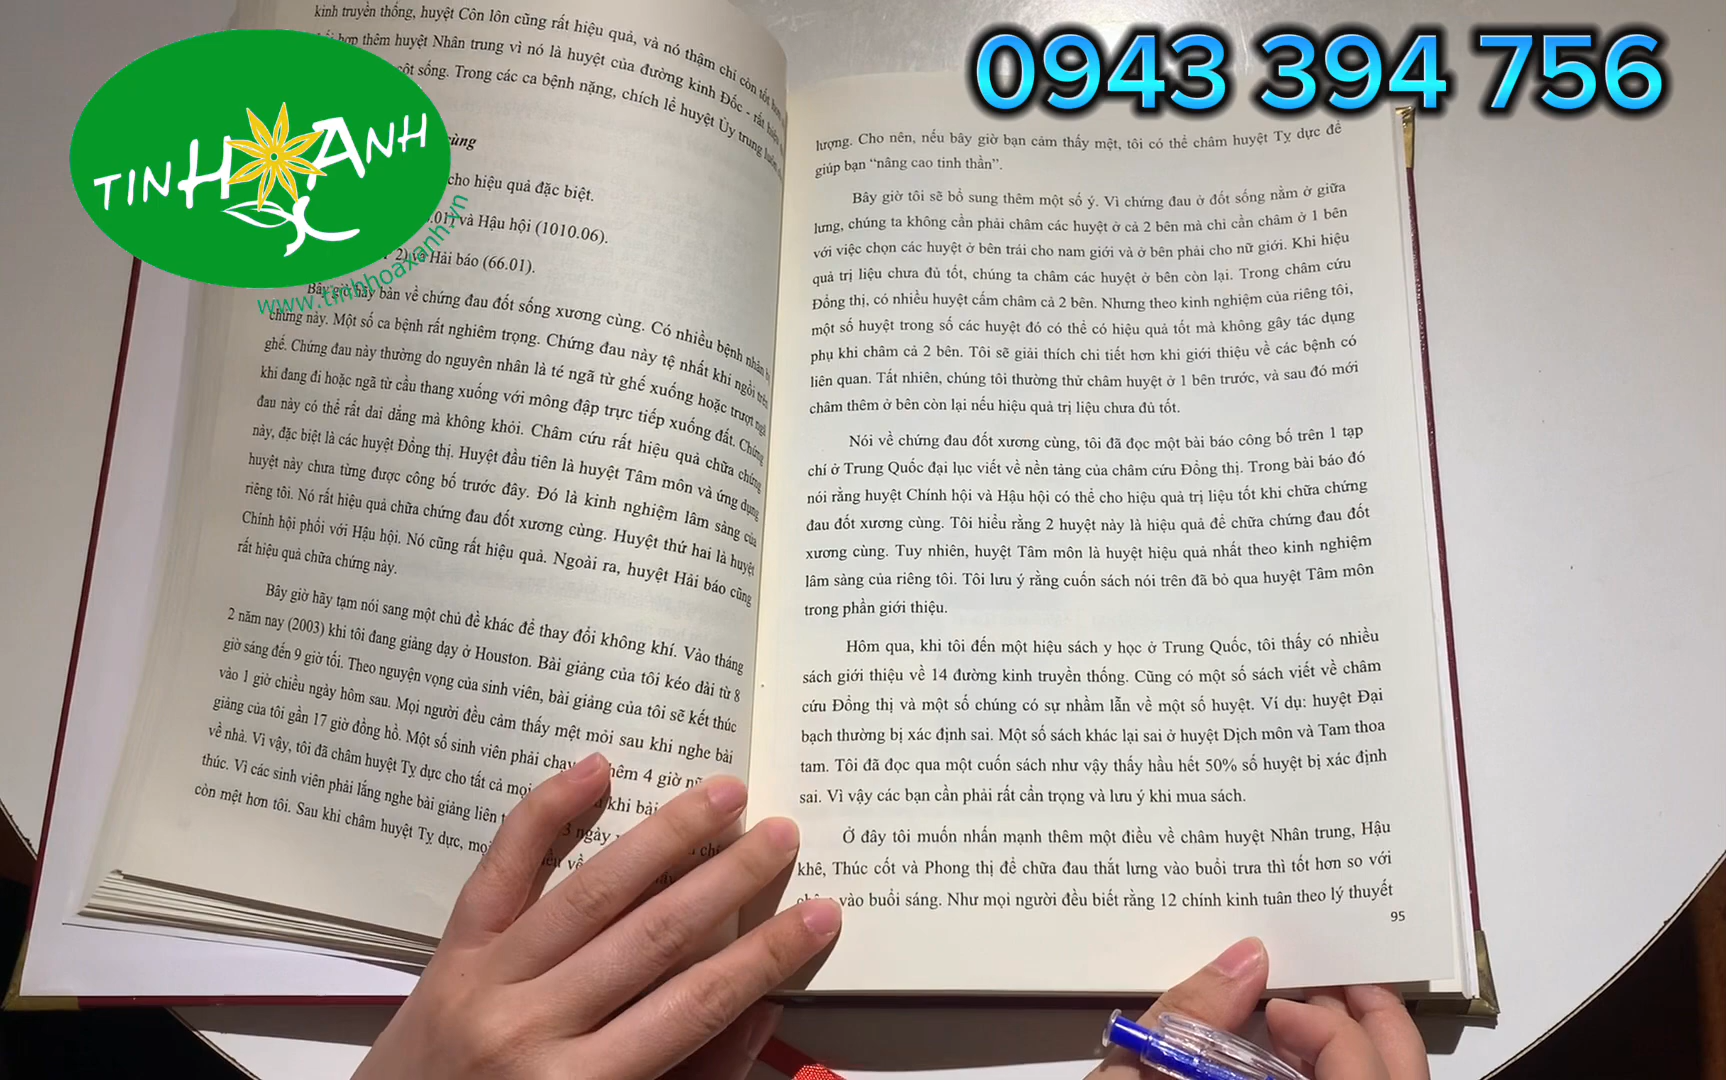 kinh truyền thống, huyệt Côn lôn cũng rất hiệu quả, và nó thậm chí còn tốt
hợp thêm huyệt Nhân trung vì nó là huyệt của đường kinh Đốc - rất hiệu
cột sống. Trong các ca bệnh nặng, chích lể huyệt Ủy trung
cùng
cho hiệu quả đặc biệt.
.01) và Hậu hội (1010.06).
2) và Hải báo (66.01).
Bây giờ hãy bàn về chứng đau đốt sống xương cùng. Có nhiều bệnh nhân bị
chứng này. Một số ca bệnh rất nghiêm trọng. Chứng đau này tệ nhất khi ngồi trên
ghế. Chứng đau này thường do nguyên nhân là té ngã từ ghế xuống hoặc trượt ngã
khi đang đi hoặc ngã từ cầu thang xuống với mông đập trực tiếp xuống đất. Chứng
đau này có thể rất dai dẳng mà không khỏi. Châm cứu rất hiệu quả chữa chứng
này, đặc biệt là các huyệt Đổng thị. Huyệt đầu tiên là huyệt Tâm môn và ứng dụng
huyệt này chưa từng được công bố trước đây. Đó là kinh nghiệm lâm sàng của
riêng tôi. Nó rất hiệu quả chữa chứng đau đốt xương cùng. Huyệt thứ hai là huyệt
Chính hội phối với Hậu hội. Nó cũng rất hiệu quả. Ngoài ra, huyệt Hải báo cũng
rất hiệu quả chữa chứng này.
Bây giờ hãy tạm nói sang một chủ đề khác để thay đổi không khí. Vào tháng
2 năm nay (2003) khi tôi đang giảng dạy ở Houston. Bài giảng của tôi kéo dài từ 8
giờ sáng đến 9 giờ tối. Theo nguyện vọng của sinh viên, bài giảng của tôi sẽ kết thúc
vào 1 giờ chiều ngày hôm sau. Mọi người đều cảm thấy mệt mỏi sau khi nghe bài
giảng của tôi gần 17 giờ đồng hồ. Một số sinh viên phải chạy thêm 4 giờ
về nhà. Vì vậy, tôi đã châm huyệt Tỵ dực cho tất cả mọi khi bài
thúc. Vì các sinh viên phải lắng nghe bài giảng liên 3 ngày
còn mệt hơn tôi. Sau khi châm huyệt Tỵ dực, mọi đều về
lượng. Cho nên, nếu bây giờ bạn cảm thấy mệt, tôi có thể châm huyệt Tỵ dực để
giúp bạn “nâng cao tinh thần”.
Bây giờ tôi sẽ bổ sung thêm một số ý. Vì chứng đau ở đốt sống nằm ở giữa
lưng, chúng ta không cần phải châm các huyệt ở cả 2 bên mà chỉ cần châm ở 1 bên
với việc chọn các huyệt ở bên trái cho nam giới và ở bên phải cho nữ giới. Khi hiệu
quả trị liệu chưa đủ tốt, chúng ta châm các huyệt ở bên còn lại. Trong châm cứu
Đổng thị, có nhiều huyệt cấm châm cả 2 bên. Nhưng theo kinh nghiệm của riêng tôi,
một số huyệt trong số các huyệt đó có thể có hiệu quả tốt mà không gây tác dụng
phụ khi châm cả 2 bên. Tôi sẽ giải thích chi tiết hơn khi giới thiệu về các bệnh có
liên quan. Tất nhiên, chúng tôi thường thử châm huyệt ở 1 bên trước, và sau đó mới
châm thêm ở bên còn lại nếu hiệu quả trị liệu chưa đủ tốt.
Nói về chứng đau đốt xương cùng, tôi đã đọc một bài báo công bố trên 1 tạp
chí ở Trung Quốc đại lục viết về nền tảng của châm cứu Đổng thị. Trong bài báo đó
nói rằng huyệt Chính hội và Hậu hội có thể cho hiệu quả trị liệu tốt khi chữa chứng
đau đốt xương cùng. Tôi hiểu rằng 2 huyệt này là hiệu quả để chữa chứng đau đốt
xương cùng. Tuy nhiên, huyệt Tâm môn là huyệt hiệu quả nhất theo kinh nghiệm
lâm sàng của riêng tôi. Tôi lưu ý rằng cuốn sách nói trên đã bỏ qua huyệt Tâm môn
trong phần giới thiệu.
Hôm qua, khi tôi đến một hiệu sách y học ở Trung Quốc, tôi thấy có nhiều
sách giới thiệu về 14 đường kinh truyền thống. Cũng có một số sách viết về châm
cứu Đổng thị và một số chúng có sự nhầm lẫn về một số huyệt. Ví dụ: huyệt Đại
bạch thường bị xác định sai. Một số sách khác lại sai ở huyệt Dịch môn và Tam thoa
tam. Tôi đã đọc qua một cuốn sách như vậy thấy hầu hết 50% số huyệt bị xác định
sai. Vì vậy các bạn cần phải rất cẩn trọng và lưu ý khi mua sách.
Ở đây tôi muốn nhấn mạnh thêm một điều về châm huyệt Nhân trung, Hậu
khê, Thúc cốt và Phong thị để chữa đau thắt lưng vào buổi trưa thì tốt hơn so với
vào buổi sáng. Như mọi người đều biết rằng 12 chính kinh tuân theo lý thuyết
95
TINH HOA XANH
www.tinhhoaxanh.vn
0943 394 756